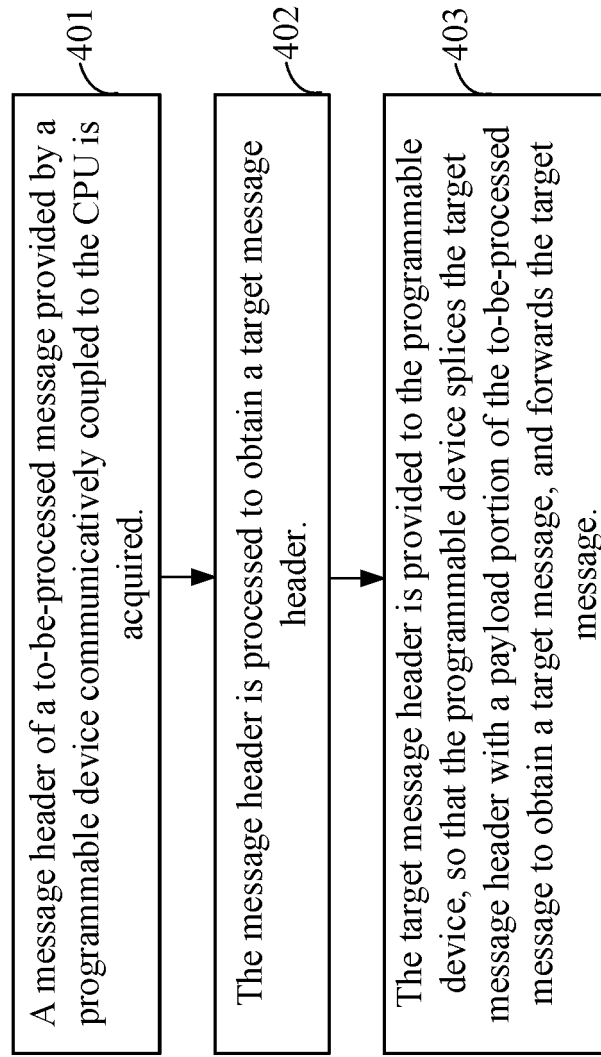 A message header of a to-be-processed message provided by a
programmable device communicatively coupled to the CPU is
acquired.
401
The message header is processed to obtain a target message
header.
402
The target message header is provided to the programmable
device, so that the programmable device splices the target
message header with a payload portion of the to-be-processed
message to obtain a target message, and forwards the target
message.
403